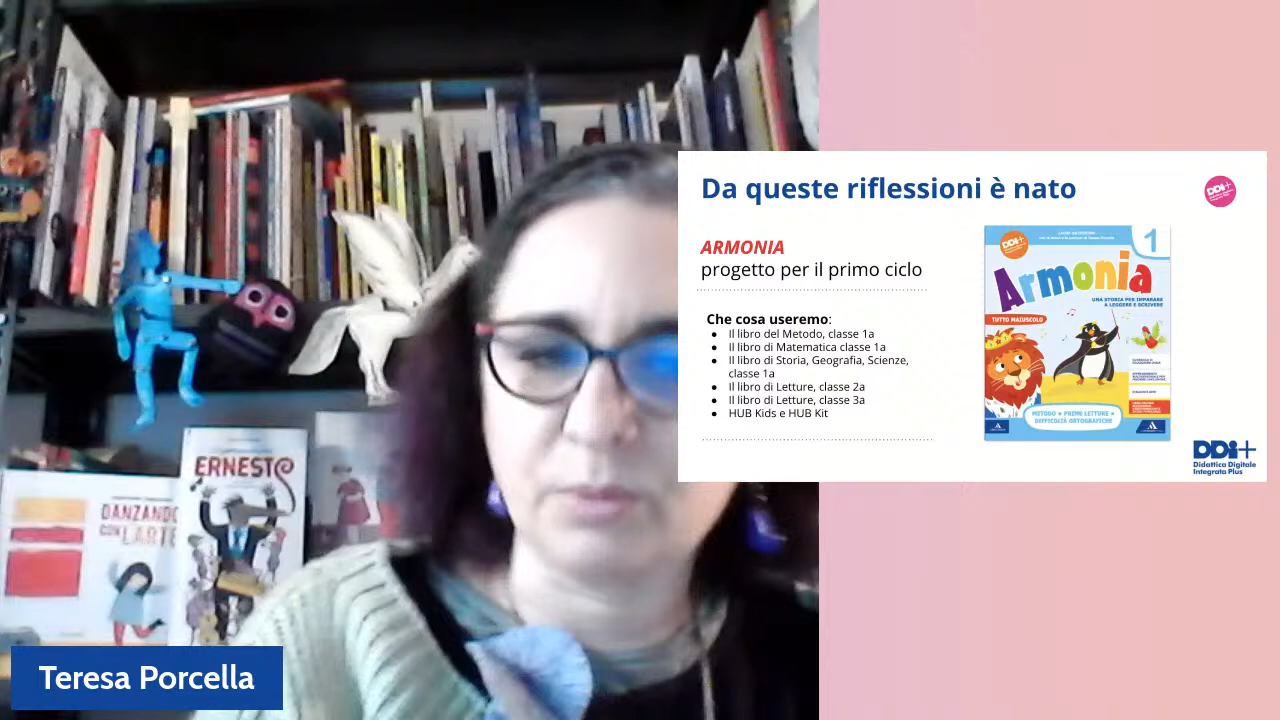 Da queste riflessioni è nato
DDI+
ARMONIA
progetto per il primo ciclo
Che cosa useremo:
• Il libro del Metodo, classe 1a
• Il libro di Matematica classe 1a
• Il libro di Storia, Geografia, Scienze,
classe 1a
• Il libro di Letture, classe 2a
• Il libro di Letture, classe 3a
• HUB Kids e HUB Kit
DDI+
1
Armonia
UNA STORIA PER IMPARARE
A LEGGERE E SCRIVERE
TUTTO MAIUSCOLO
METODO • PRIME LETTURE •
DIFFICOLTÀ ORTOGRAFICHE
DDI+
Didattica Digitale
Integrata Plus
ERNESTO
DANZANDO
CON L'ARTE
Teresa Porcella